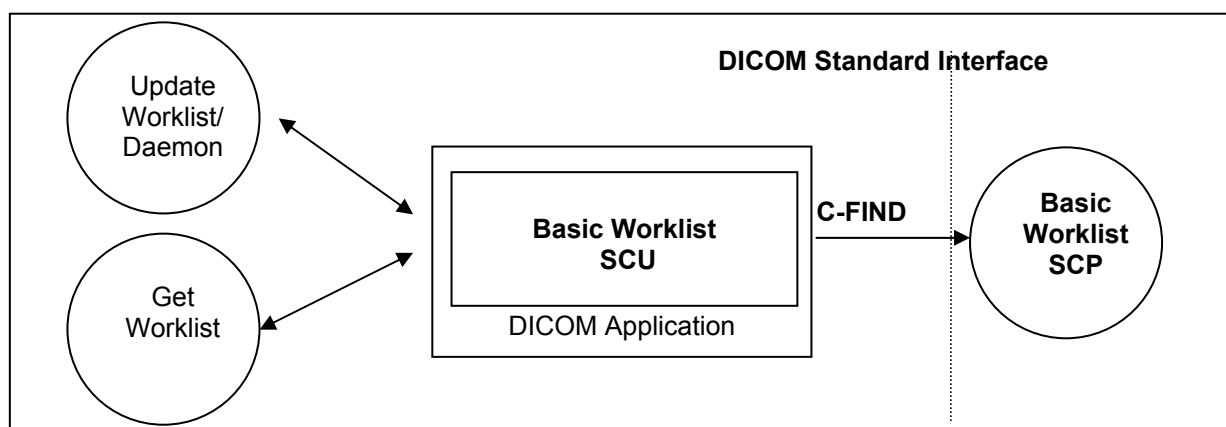 DICOM Standard Interface
Update
Worklist/
Daemon
Basic Worklist
SCU
DICOM Application
C-FIND
Basic
Worklist
SCP
Get
Worklist